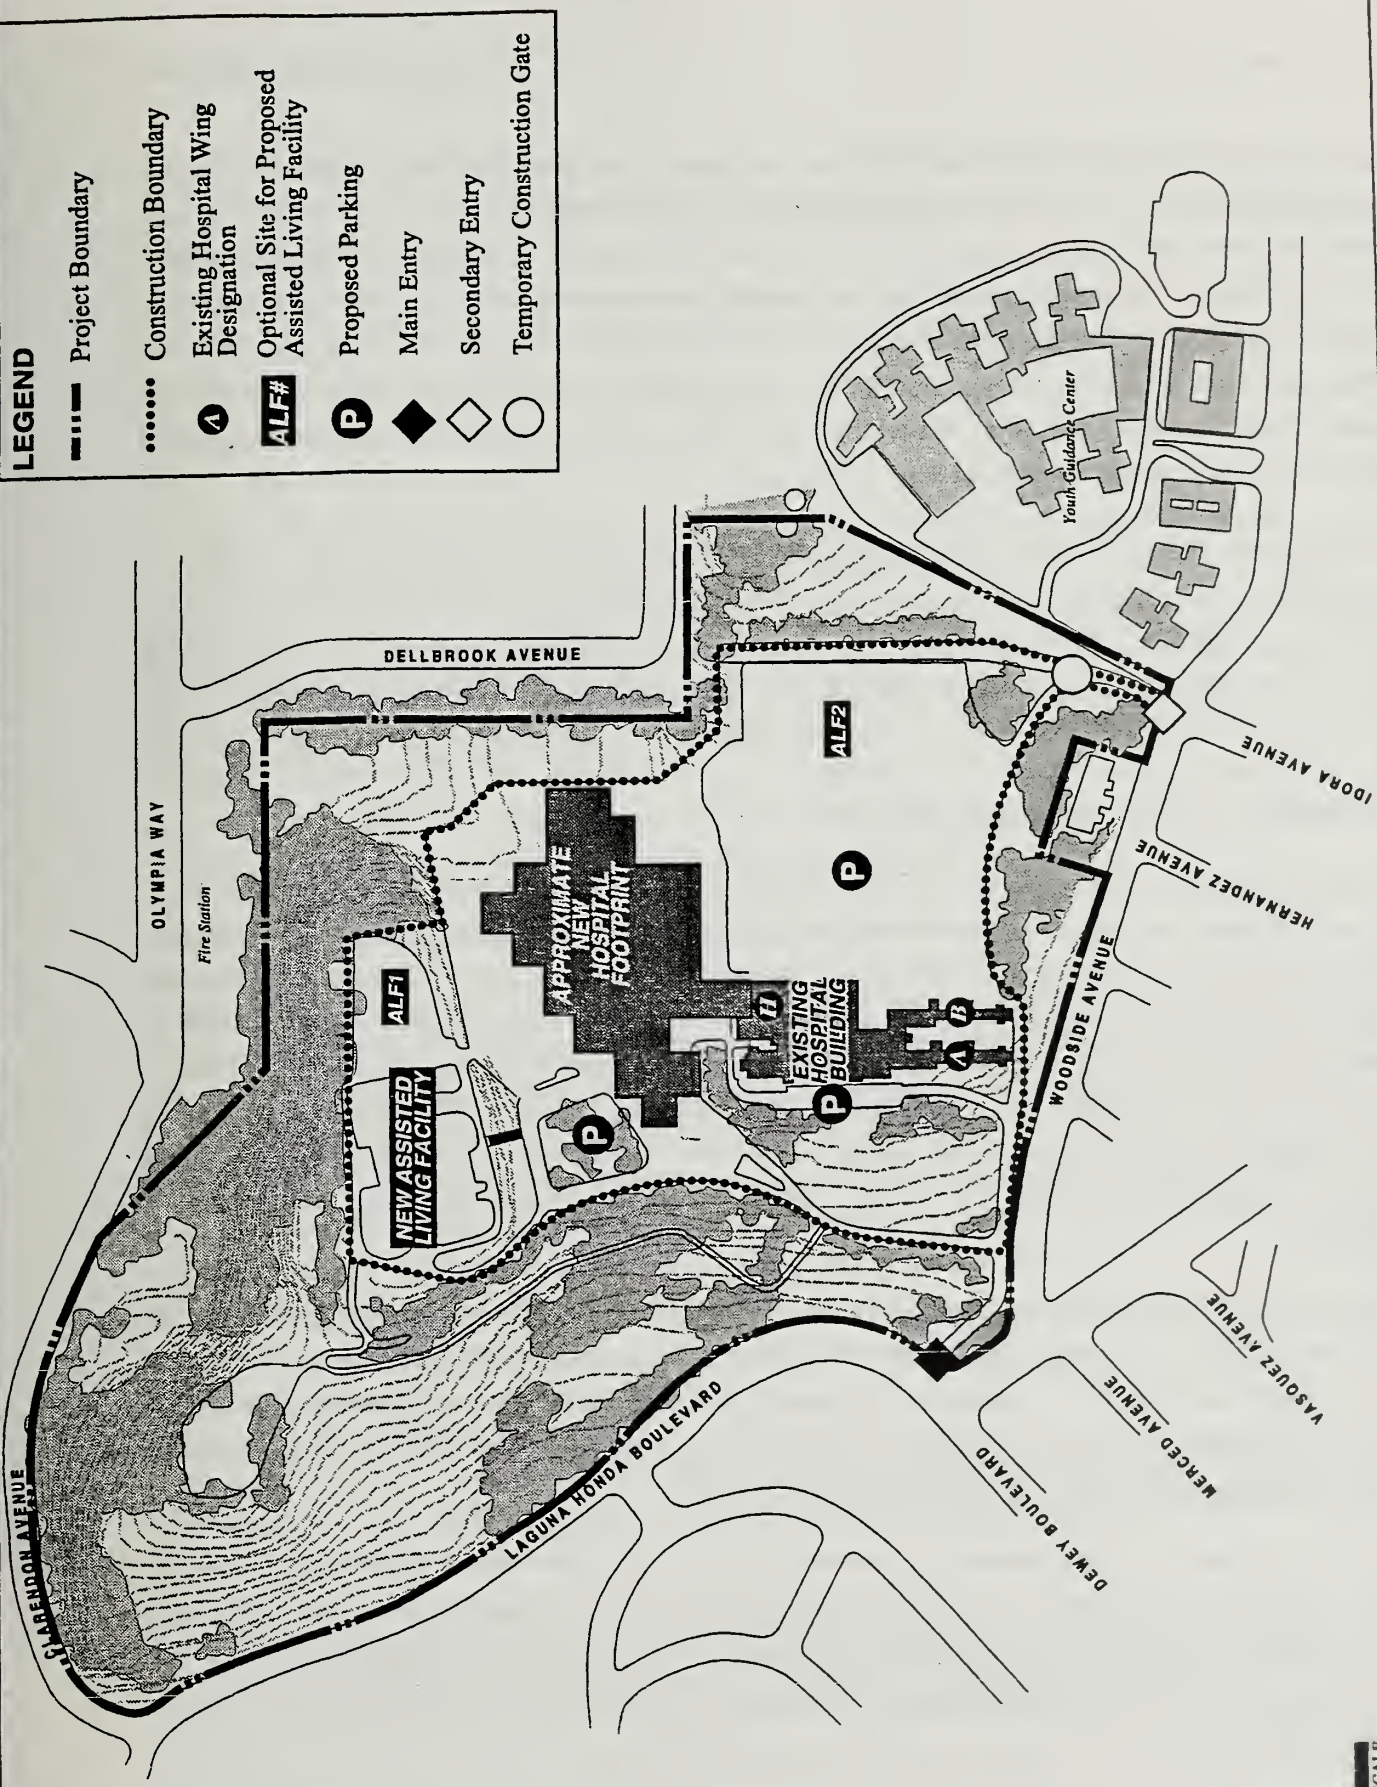 LEGEND
Project Boundary
Construction Boundary
A
Existing Hospital Wing
Designation
ALF#
Optional Site for Proposed
Assisted Living Facility
P
Proposed Parking
Main Entry
Secondary Entry
Temporary Construction Gate
CLARENDON AVENUE
OLYMPIA WAY
Fire Station
DELLBROOK AVENUE
ALF1
NEW ASSISTED
LIVING FACILITY
APPROXIMATE
NEW
HOSPITAL
FOOTPRINT
P
ALF2
P
H
EXISTING
HOSPITAL
BUILDING
P
A
B
Youth Guidance Center
LAGUNA HONDA BOULEVARD
WOODSIDE AVENUE
IDORA AVENUE
HERNANDEZ AVENUE
VASQUEZ AVENUE
MERCED AVENUE
DEWEY BOULEVARD